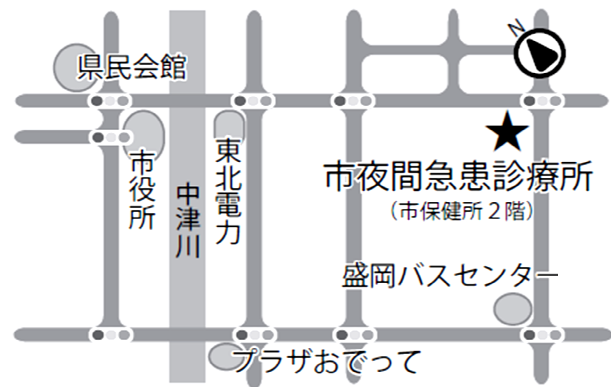 N
県民会館
市役所
中津川
東北電力
市夜間急患診療所
（市保健所２階）
盛岡バスセンター
プラザおでって